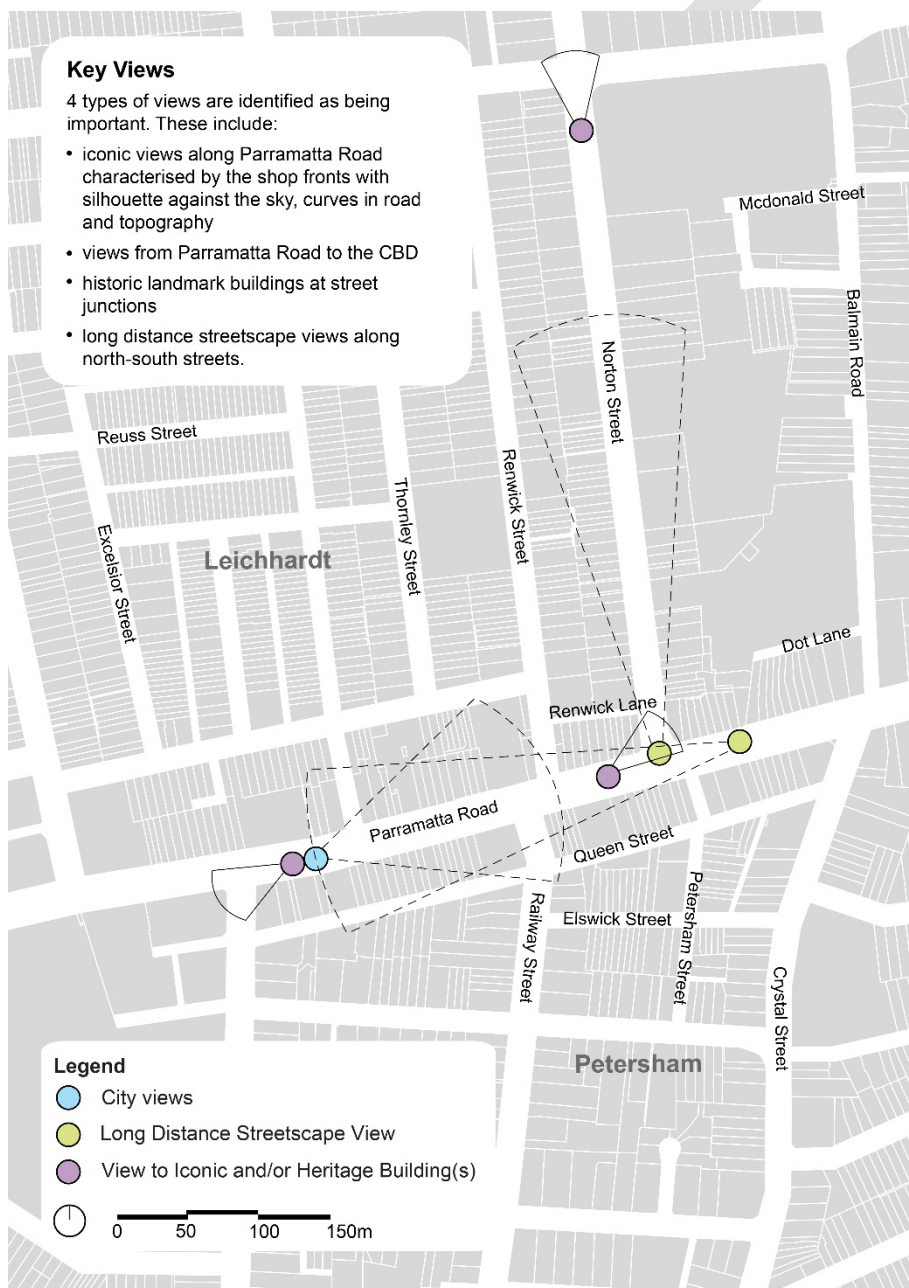 Key Views
4 types of views are identified as being
important. These include:
• iconic views along Parramatta Road
characterised by the shop fronts with
silhouette against the sky, curves in road
and topography
• views from Parramatta Road to the CBD
• historic landmark buildings at street
junctions
• long distance streetscape views along
north-south streets.
Mcdonald Street
Balmain Road
Norton Street
Reuss Street
Renwick Street
Thornley Street
Excelsior Street
Leichhardt
Dot Lane
Renwick Lane
Parramatta Road
Queen Street
Railway Street
Elswick Street
Petersham Street
Crystal Street
Petersham
Legend
City views
Long Distance Streetscape View
View to Iconic and/or Heritage Building(s)
0 50 100 150m